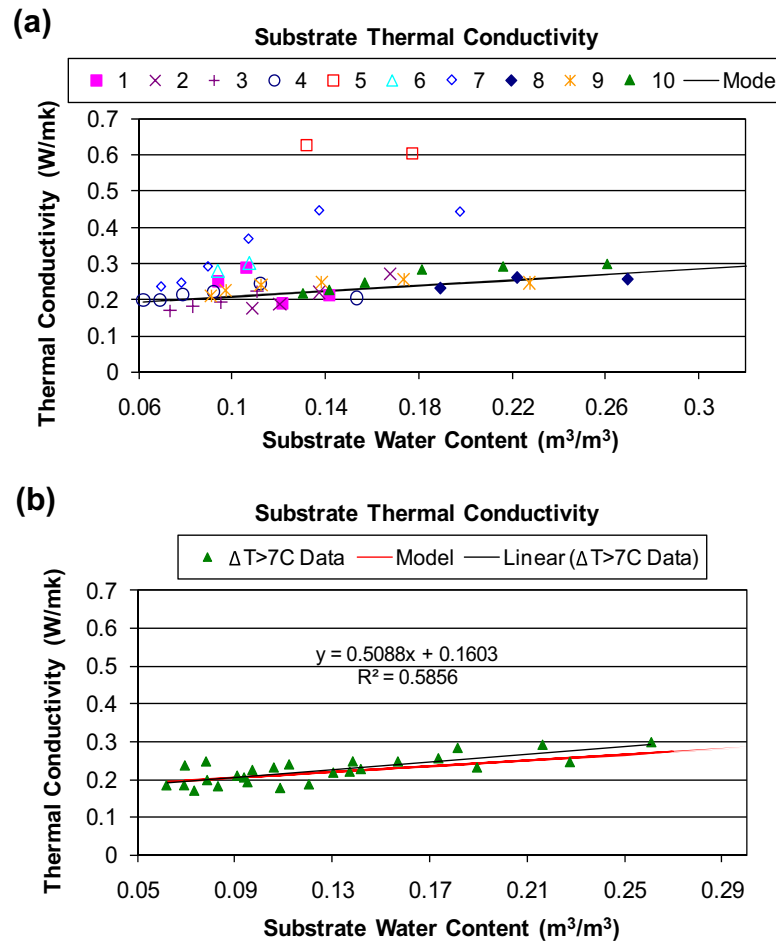 (a)
Substrate Thermal Conductivity
1 2 3 4 5 6 7 8 9 10 Model
Thermal Conductivity (W/mk)
0.7
0.6
0.5
0.4
0.3
0.2
0.1
0
0.06 0.1 0.14 0.18 0.22 0.26 0.3
Substrate Water Content (m³/m³)
(b)
Substrate Thermal Conductivity
ΔT>7C Data Model Linear (ΔT>7C Data)
Thermal Conductivity (W/mk)
0.7
0.6
0.5
0.4
0.3
0.2
0.1
0
y = 0.5088x + 0.1603
R² = 0.5856
0.05 0.09 0.13 0.17 0.21 0.25 0.29
Substrate Water Content (m³/m³)